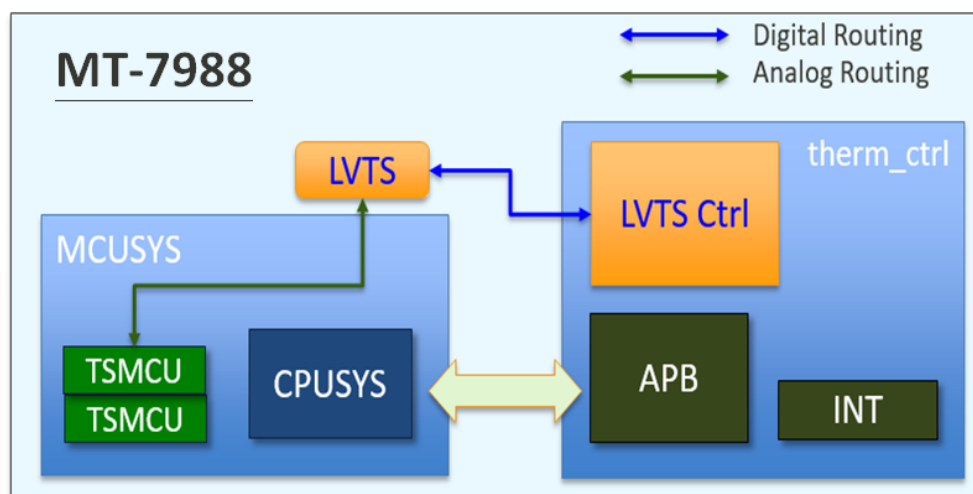 MT-7988
Digital Routing
Analog Routing
LVTS
therm_ctrl
LVTS Ctrl
MCUSYS
TSMCU
TSMCU
CPUSYS
APB
INT